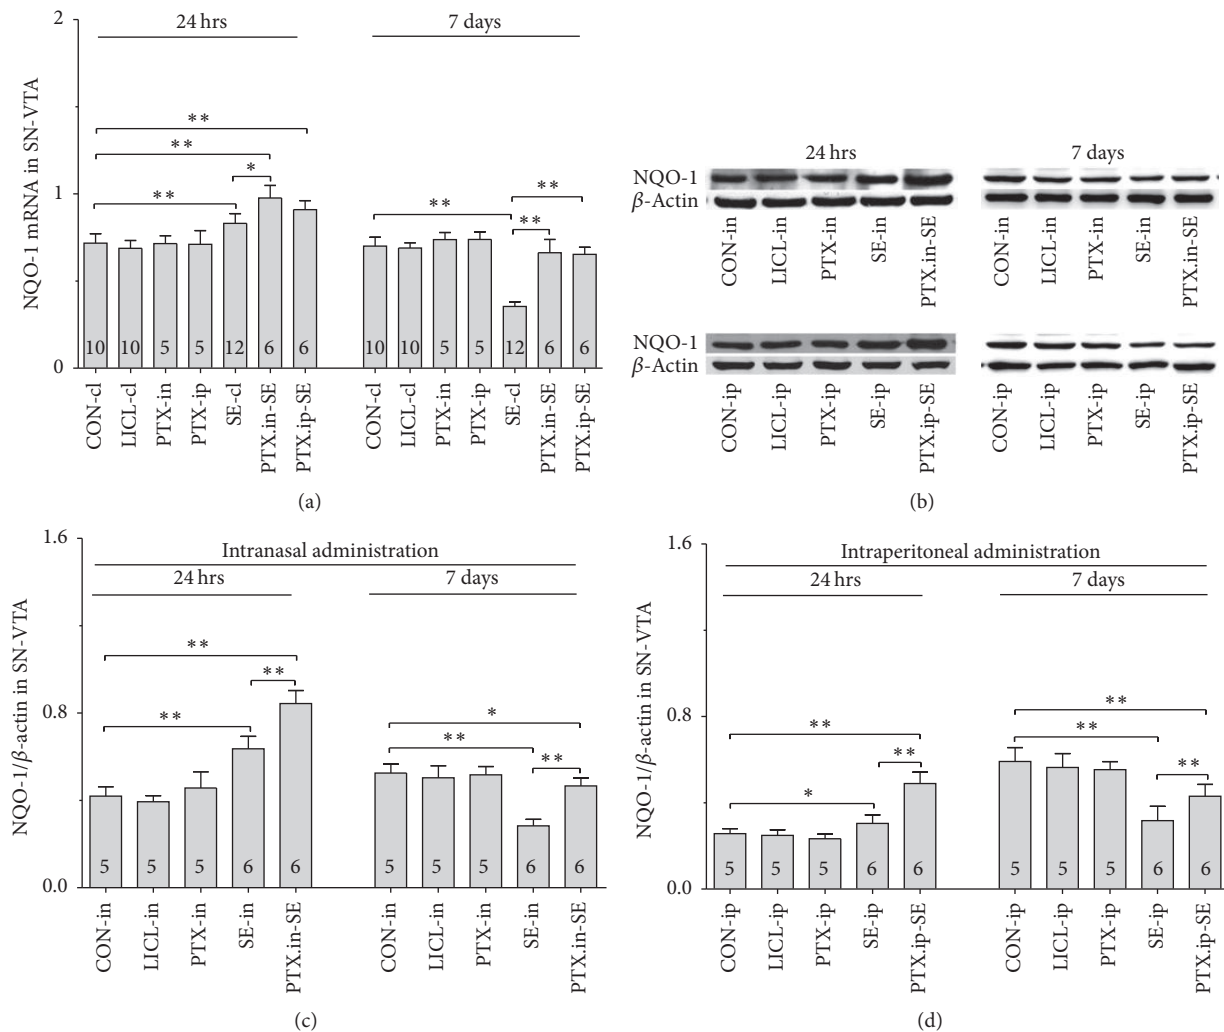 24 hrs 7 days
NQO-1 mRNA in SN-VTA
2
1
0
** ** ** * ** ** **
10 10 5 5 12 6 6 10 10 5 5 12 6 6
CON-cl LICL-cl PTX-in PTX-ip SE-cl PTX.in-SE PTX.ip-SE CON-cl LICL-cl PTX-in PTX-ip SE-cl PTX.in-SE PTX.ip-SE
(a)
24 hrs 7 days
NQO-1
β-Actin
CON-in LICL-in PTX-in SE-in PTX.in-SE CON-in LICL-in PTX-in SE-in PTX.in-SE
NQO-1
β-Actin
CON-ip LICL-ip PTX-ip SE-ip PTX.ip-SE CON-ip LICL-ip PTX-ip SE-ip PTX.ip-SE
(b)
Intranasal administration
24 hrs 7 days
NQO-1/β-actin in SN-VTA
1.6
0.8
0.0
** ** ** * ** **
5 5 5 6 6 5 5 5 6 6
CON-in LICL-in PTX-in SE-in PTX.in-SE CON-in LICL-in PTX-in SE-in PTX.in-SE
(c)
Intraperitoneal administration
24 hrs 7 days
NQO-1/β-actin in SN-VTA
1.6
0.8
0.0
** ** * ** ** **
5 5 5 6 6 5 5 5 6 6
CON-ip LICL-ip PTX-ip SE-ip PTX.ip-SE CON-ip LICL-ip PTX-ip SE-ip PTX.ip-SE
(d)